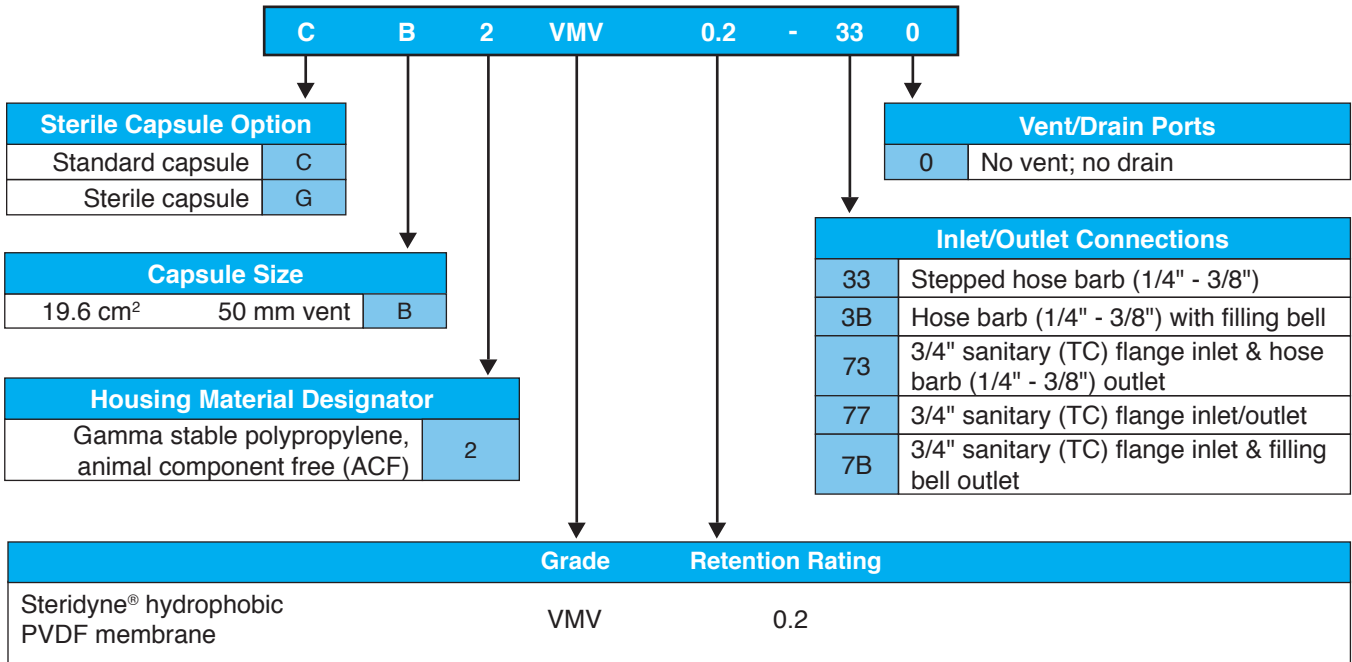 C B 2 VMV 0.2 - 33 0
Sterile Capsule Option
Standard capsule C
Sterile capsule G
Capsule Size
19.6 cm² 50 mm vent B
Housing Material Designator
Gamma stable polypropylene,
animal component free (ACF) 2
Vent/Drain Ports
0 No vent; no drain
Inlet/Outlet Connections
33 Stepped hose barb (1/4" - 3/8")
3B Hose barb (1/4" - 3/8") with filling bell
73 3/4" sanitary (TC) flange inlet & hose
barb (1/4" - 3/8") outlet
77 3/4" sanitary (TC) flange inlet/outlet
7B 3/4" sanitary (TC) flange inlet & filling
bell outlet
Grade Retention Rating
Steridyne® hydrophobic
PVDF membrane VMV 0.2